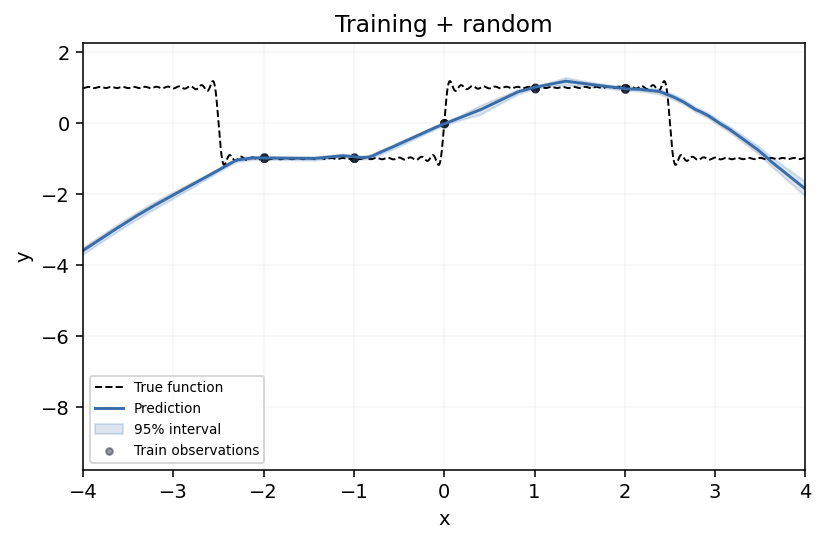 Training + random
2
0
−2
−4
−6
−8
y
True function
Prediction
95% interval
Train observations
−4 −3 −2 −1 0 1 2 3 4
x